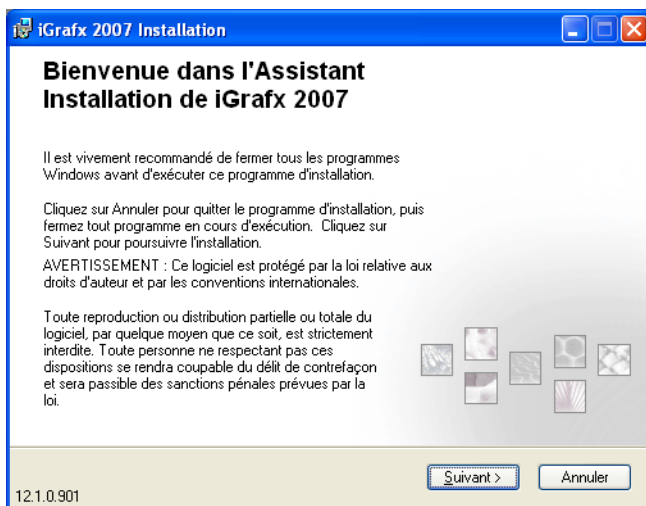 iGrafx 2007 Installation
Bienvenue dans l'Assistant
Installation de iGrafx 2007
Il est vivement recommandé de fermer tous les programmes
Windows avant d'exécuter ce programme d'installation.
Cliquez sur Annuler pour quitter le programme d'installation, puis
fermez tout programme en cours d'exécution. Cliquez sur
Suivant pour poursuivre l'installation.
AVERTISSEMENT : Ce logiciel est protégé par la loi relative aux
droits d'auteur et par les conventions internationales.
Toute reproduction ou distribution partielle ou totale du
logiciel, par quelque moyen que ce soit, est strictement
interdite. Toute personne ne respectant pas ces
dispositions se rendra coupable du délit de contrefaçon
et sera passible des sanctions pénales prévues par la
loi.
Suivant >
Annuler
12.1.0.901